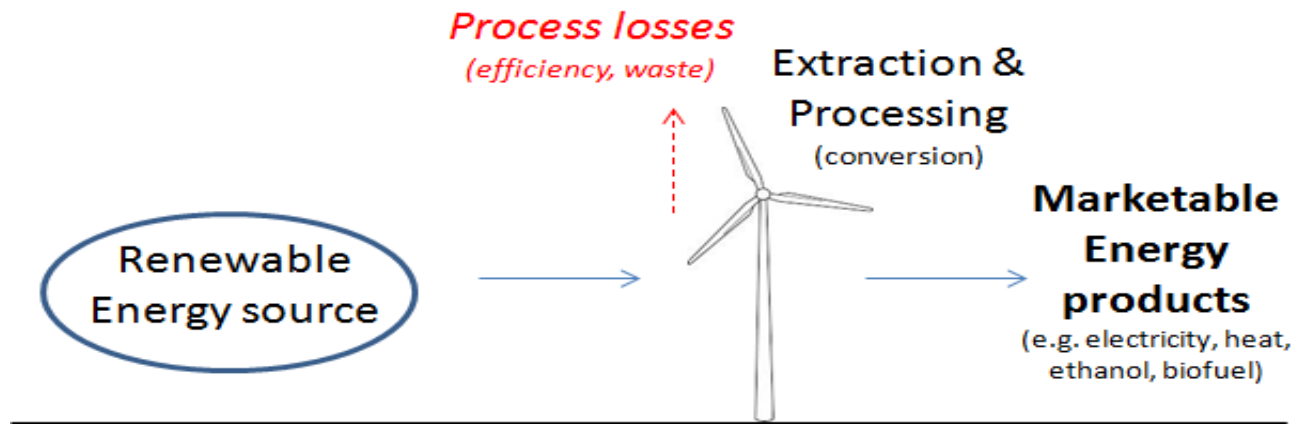 Process losses
(efficiency, waste)
Extraction &
Processing
(conversion)
Renewable
Energy source
Marketable
Energy
products
(e.g. electricity, heat,
ethanol, biofuel)